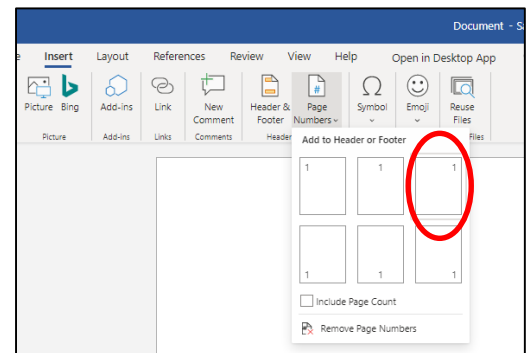 Document - Sa
e Insert Layout References Review View Help Open in Desktop App
Picture Bing Add-ins Link New Comment Header & Footer Page Numbers Symbol Emoji Reuse Files
Picture Add-ins Links Comments Header Files
Add to Header or Footer
1 1 1
1 1 1
Include Page Count
Remove Page Numbers